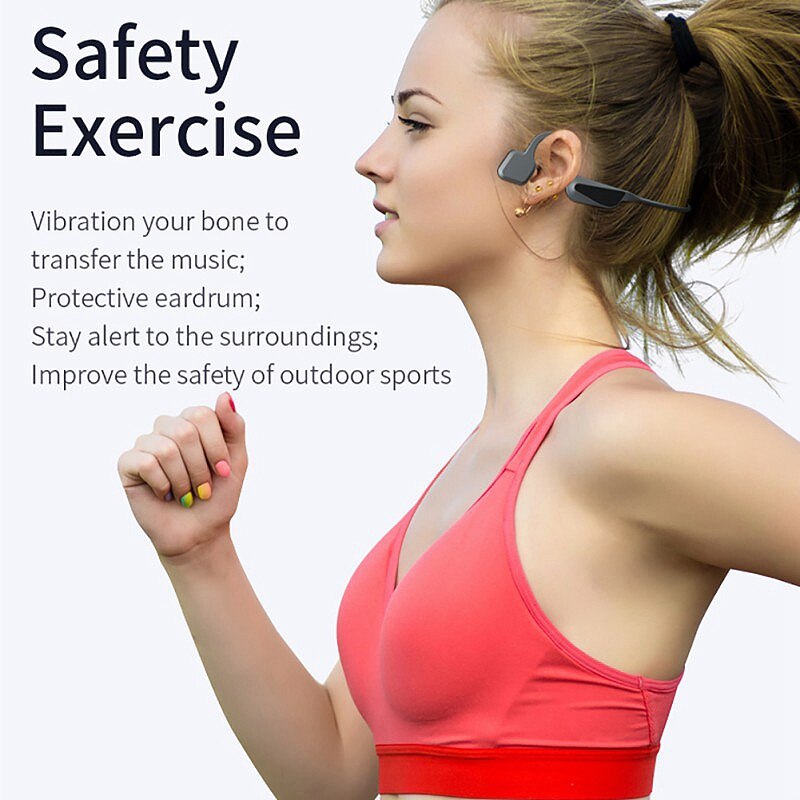 Safety
Exercise
Vibration your bone to
transfer the music;
Protective eardrum;
Stay alert to the surroundings;
Improve the safety of outdoor sports